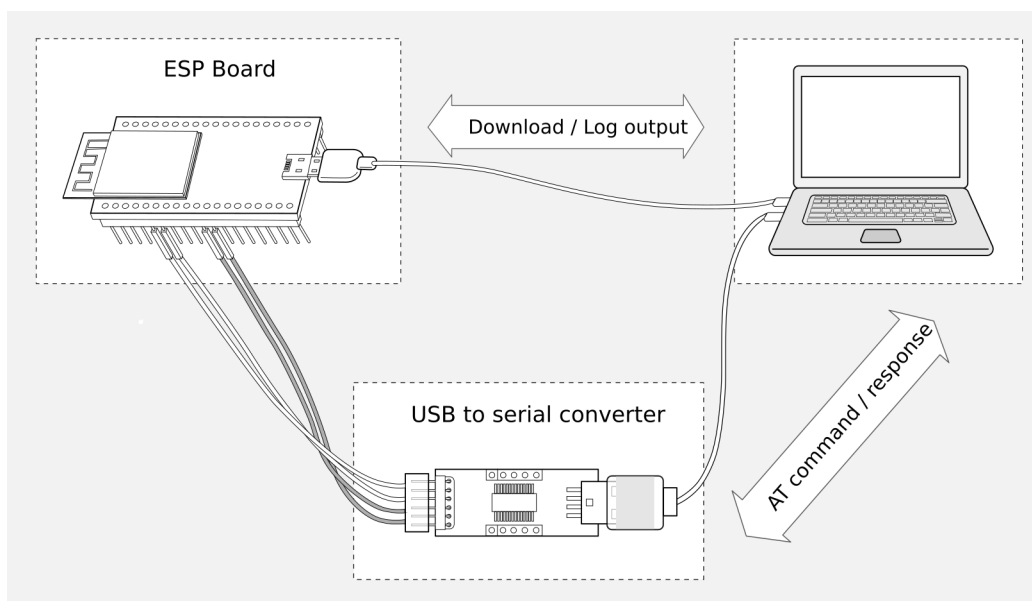 ESP Board
Download / Log output
USB to serial converter
AT command / response